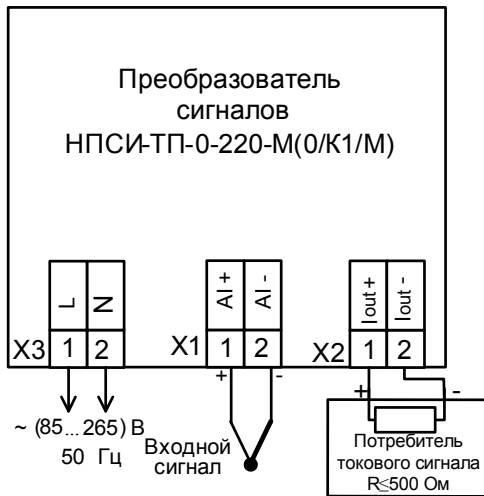 Преобразователь
сигналов
НПСИ-ТП-0-220-М(0/К1/М)
L N AI + AI - Iout + Iout -
X3 1 2 X1 1 2 X2 1 2
+ - + -
~ (85... 265) В
50 Гц
Входной
сигнал
Потребитель
токового сигнала
R≤500 Ом